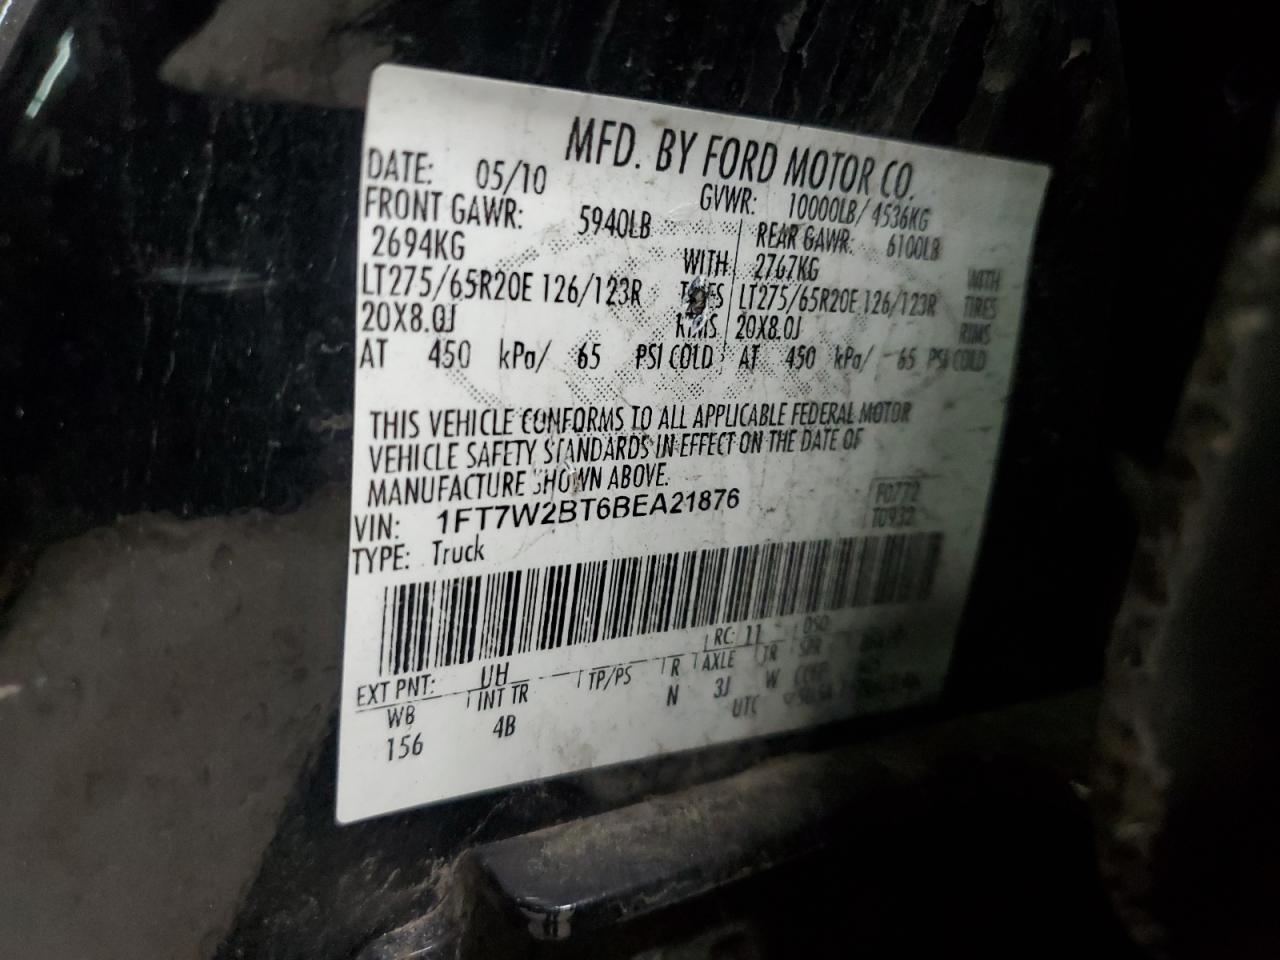 MFD. BY FORD MOTOR CO.
DATE: 05/10 GVWR: 10000LB/ 4536KG
FRONT GAWR: 5940LB REAR GAWR: 6100LB
2694KG WITH 2767KG WITH
LT275/65R20E 126/123R TIRES LT275/65R20E 126/123R TIRES
20X8.0J RIMS 20X8.0J RIMS
AT 450 kPa/ 65 PSI COLD AT 450 kPa/ 65 PSI COLD
THIS VEHICLE CONFORMS TO ALL APPLICABLE FEDERAL MOTOR
VEHICLE SAFETY STANDARDS IN EFFECT ON THE DATE OF
MANUFACTURE SHOWN ABOVE.
VIN: 1FT7W2BT6BEA21876
F0772
T0932
TYPE: Truck
EXT PNT: UH RC: 11 DSO
WB INT TR TP/PS R AXLE TR SPR
156 4B N 3J W
UTC